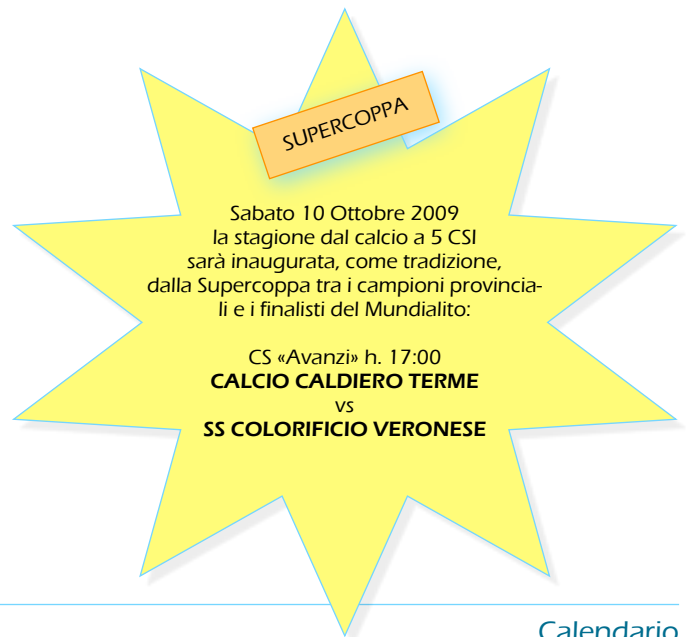 SUPERCOPPA
Sabato 10 Ottobre 2009
la stagione dal calcio a 5 CSI
sarà inaugurata, come tradizione,
dalla Supercoppa tra i campioni provincia-
li e i finalisti del Mundialito:
CS «Avanzi» h. 17:00
CALCIO CALDIERO TERME
vs
SS COLORIFICIO VERONESE
Calendario